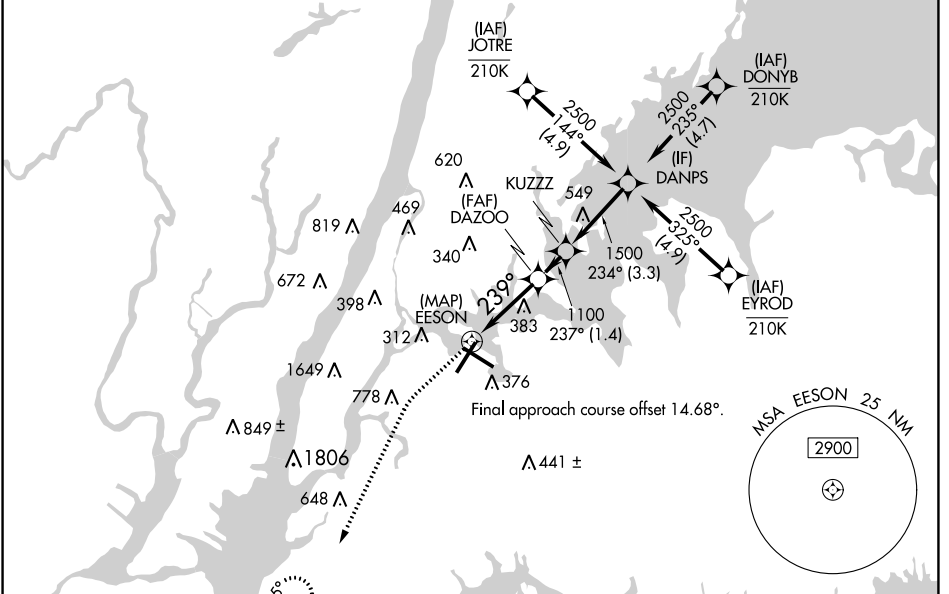 (IAF)
JOTRE
210K
(IAF)
DONYB
210K
2500
144°
(4.9)
2500
235°
(4.7)
(IF)
DANPS
620
KUZZZ
549
(FAF)
DAZOO
819
469
340
2500
325°
(4.9)
1500
234° (3.3)
672
398
239°
(IAF)
EYROD
210K
(MAP)
EESON
312
383
1100
237° (1.4)
1649
376
778
Final approach course offset 14.68°.
849 ±
1806
441 ±
648
MSA EESON 25 NM
2900
5°